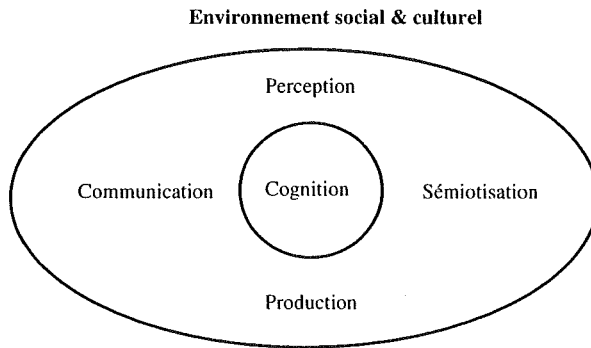 Environnement social & culturel
Perception
Communication
Cognition
Sémiotisation
Production